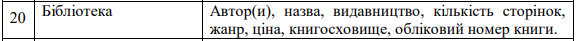 20 Бібліотека Автор(и), назва, видавництво, кількість сторінок,
жанр, ціна, книгосховище, обліковий номер книги.